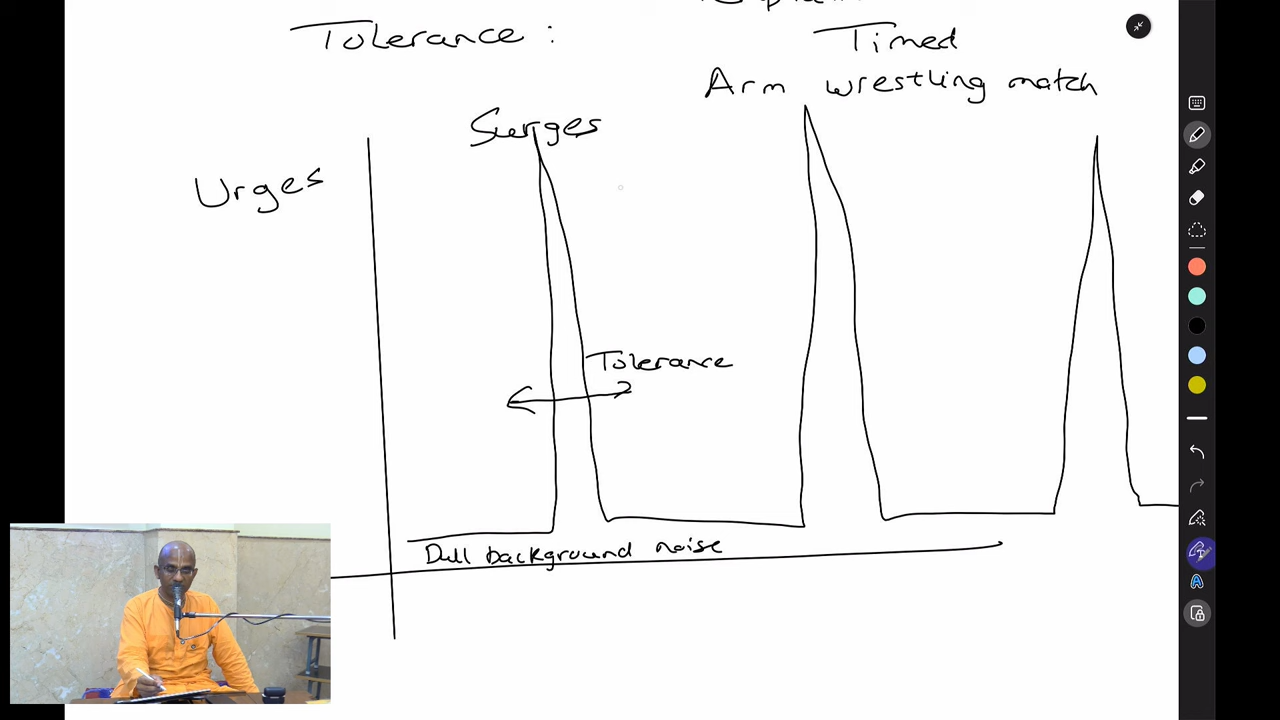 Tolerance :
Timed
Arm wrestling match
Surges
Urges
Tolerance
Dull background noise
A